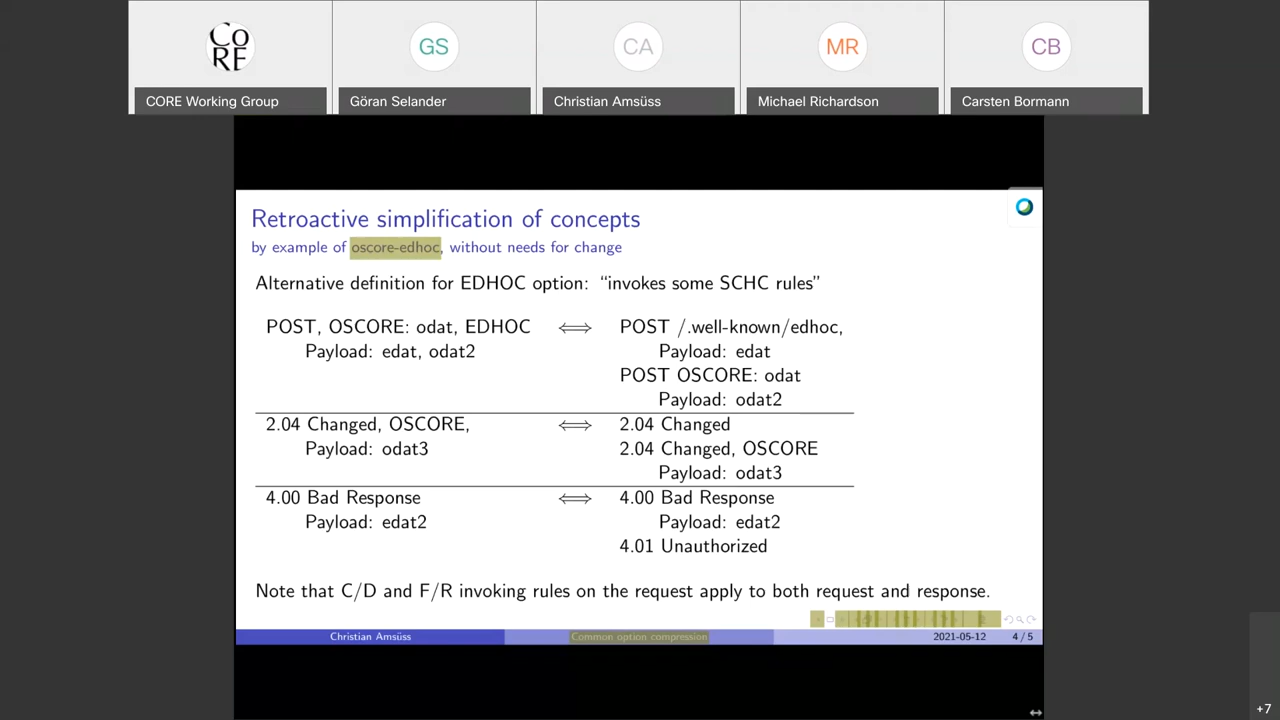 CO
RE
GS
CA
MR
CB
CORE Working Group
Göran Selander
Christian Amsüss
Michael Richardson
Carsten Bormann
Retroactive simplification of concepts
by example of oscore-edhoc, without needs for change
Alternative definition for EDHOC option: “invokes some SCHC rules”
POST, OSCORE: odat, EDHOC ⟺ POST /.well-known/edhoc,
Payload: edat, odat2 Payload: edat
POST OSCORE: odat
Payload: odat2
2.04 Changed, OSCORE, ⟺ 2.04 Changed
Payload: odat3 2.04 Changed, OSCORE
Payload: odat3
4.00 Bad Response ⟺ 4.00 Bad Response
Payload: edat2 Payload: edat2
4.01 Unauthorized
Note that C/D and F/R invoking rules on the request apply to both request and response.
Christian Amsüss Common option compression 2021-05-12 4 / 5
+7